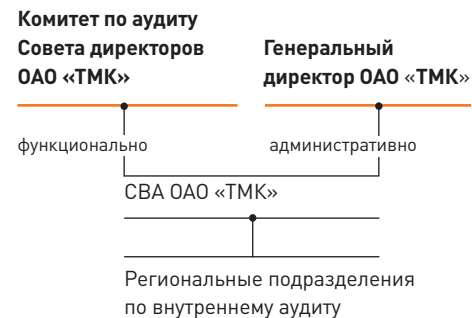 Комитет по аудиту
Совета директоров
ОАО «ТМК»
Генеральный
директор ОАО «ТМК»
функционально
административно
СВА ОАО «ТМК»
Региональные подразделения
по внутреннему аудиту